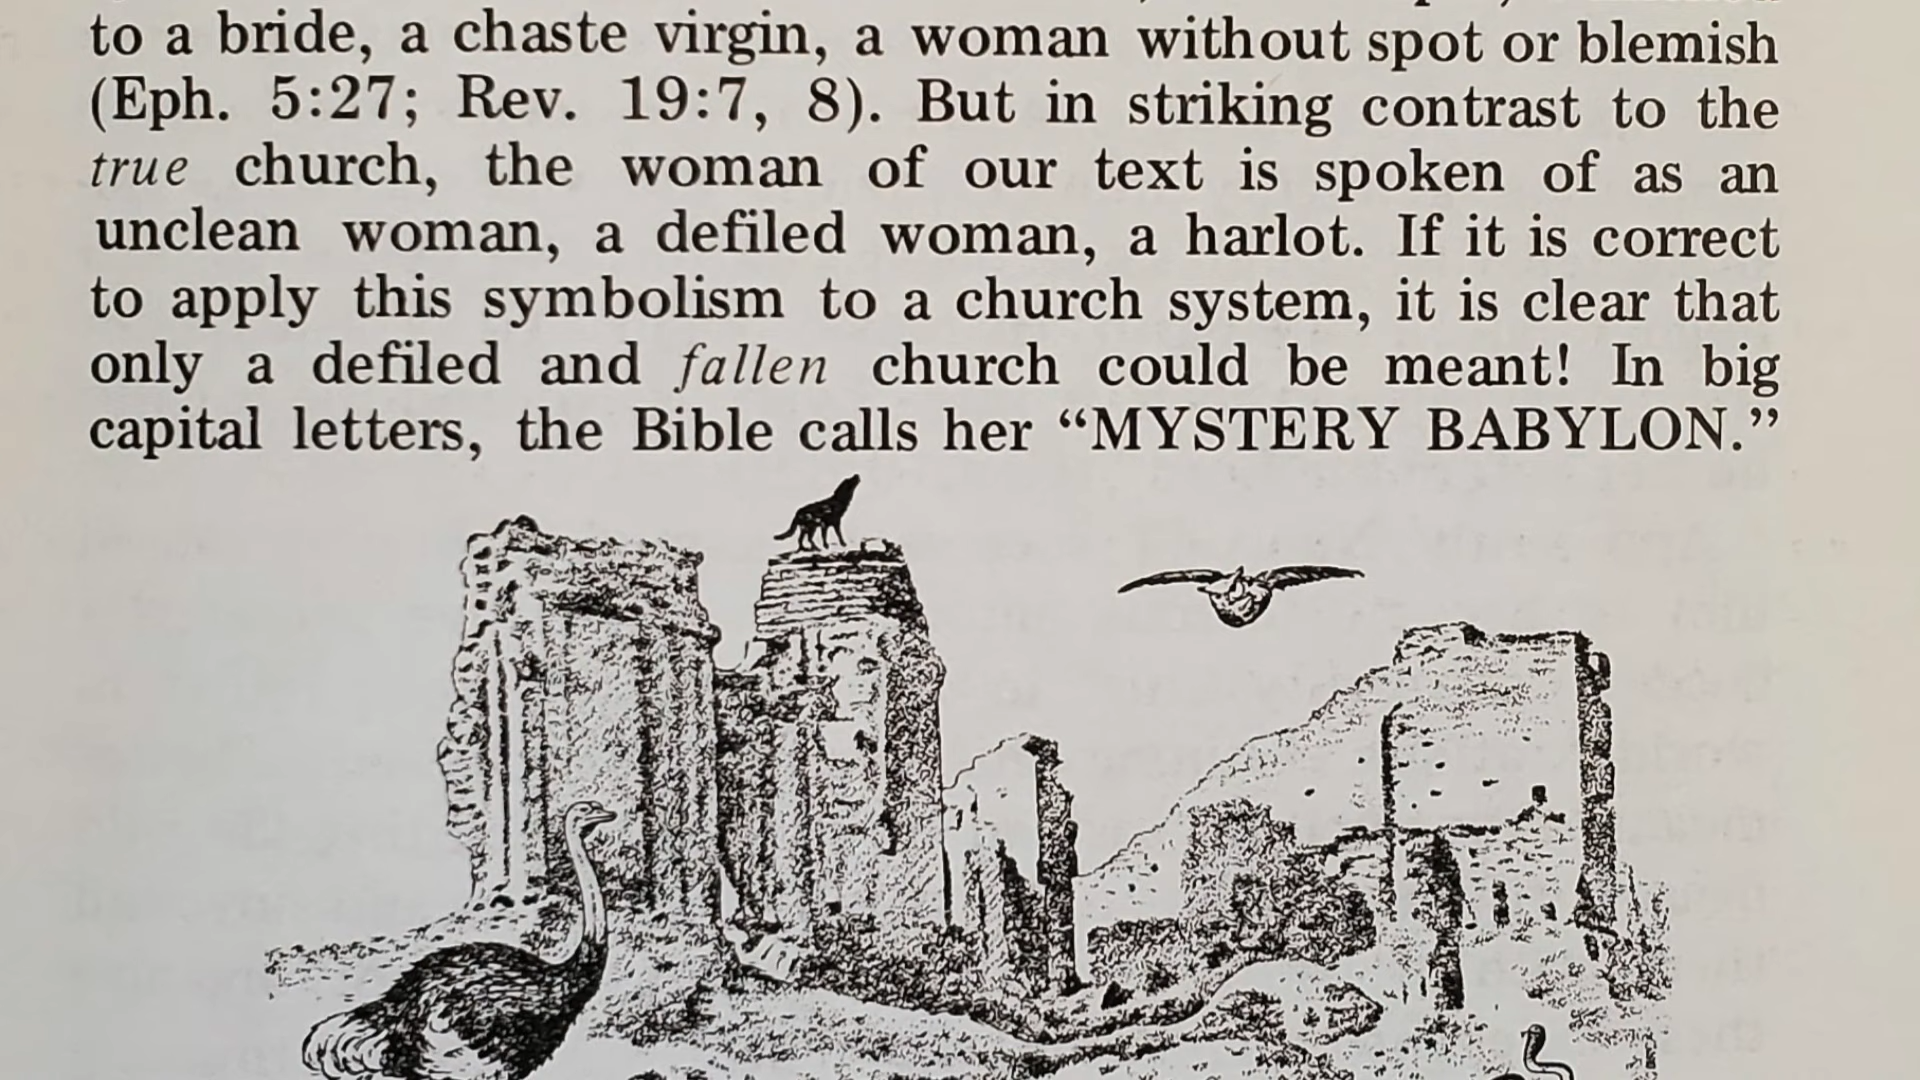 to a bride, a chaste virgin, a woman without spot or blemish
(Eph. 5:27; Rev. 19:7, 8). But in striking contrast to the
true church, the woman of our text is spoken of as an
unclean woman, a defiled woman, a harlot. If it is correct
to apply this symbolism to a church system, it is clear that
only a defiled and fallen church could be meant! In big
capital letters, the Bible calls her “MYSTERY BABYLON.”